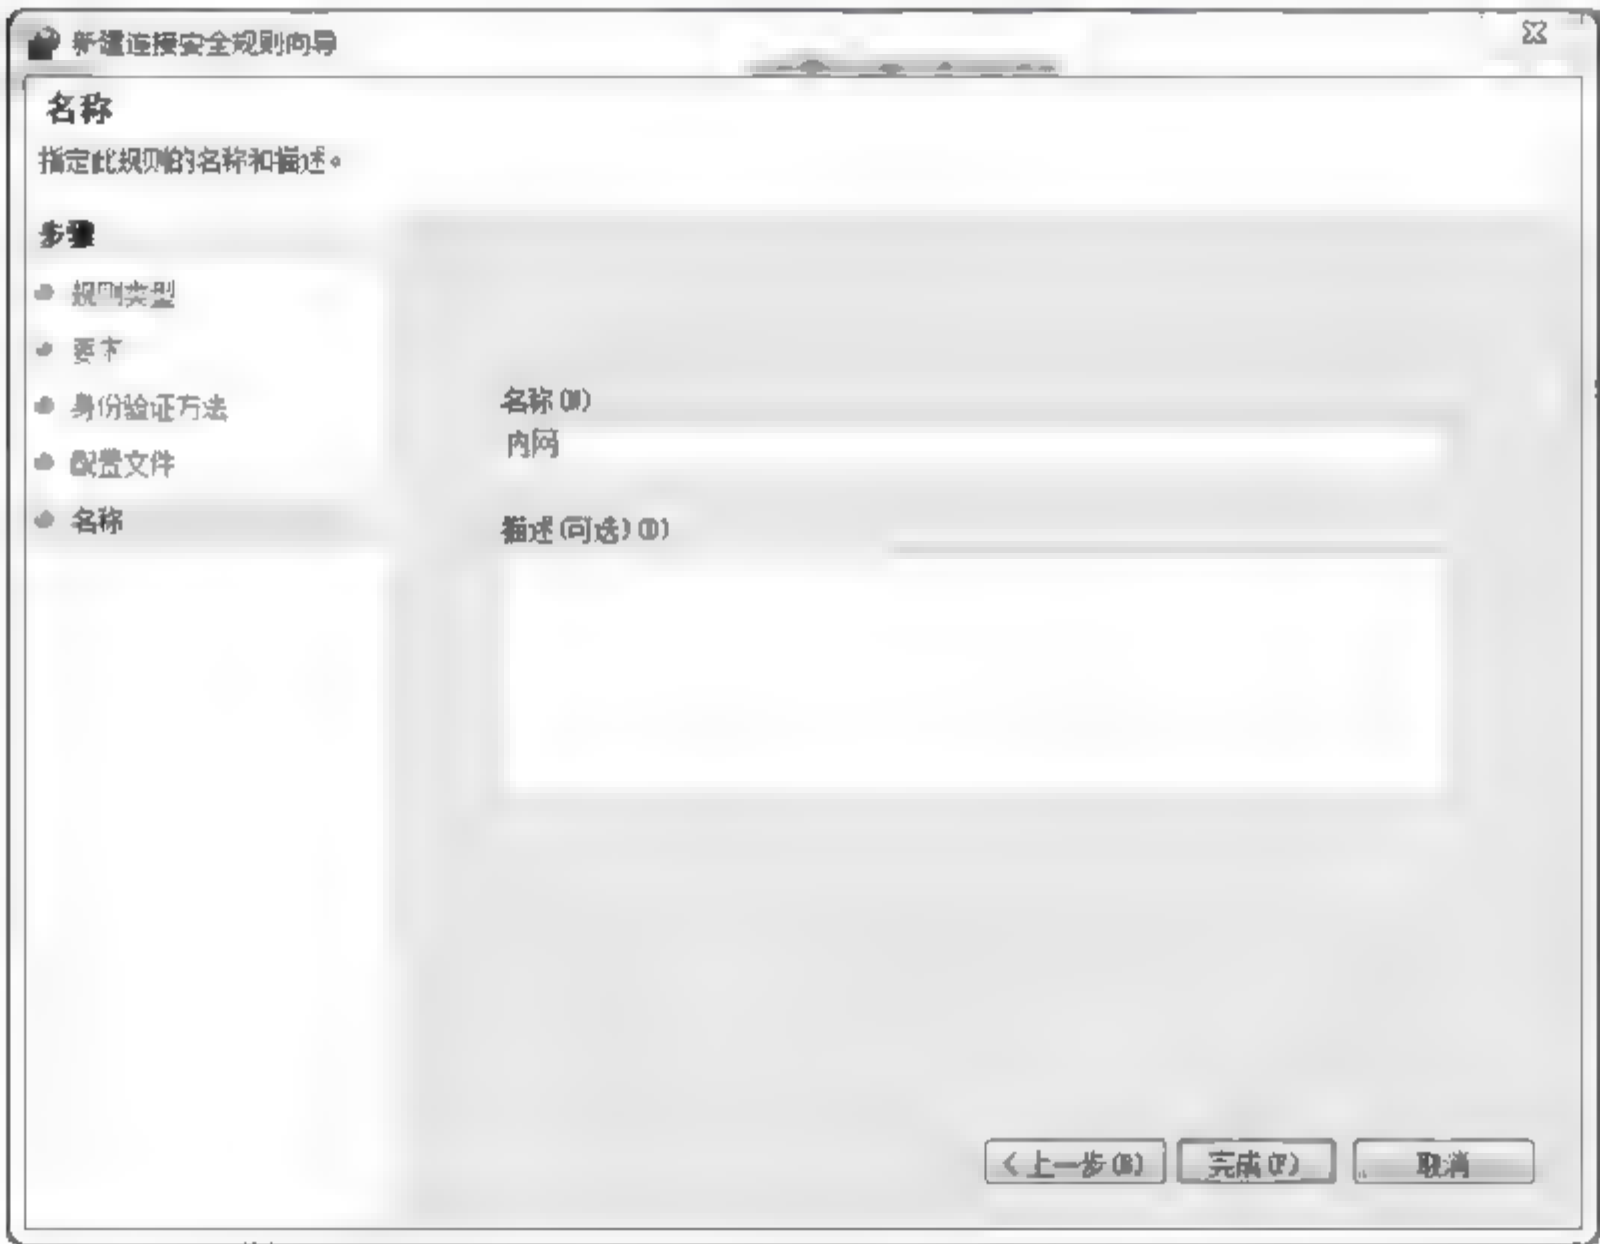 新建连接安全规则向导
名称
指定此规则的名称和描述。
步骤
规则类型
要求
身份验证方法
配置文件
名称
名称(N)
内网
描述(可选)(D)
<上一步(B)
完成(F)
取消